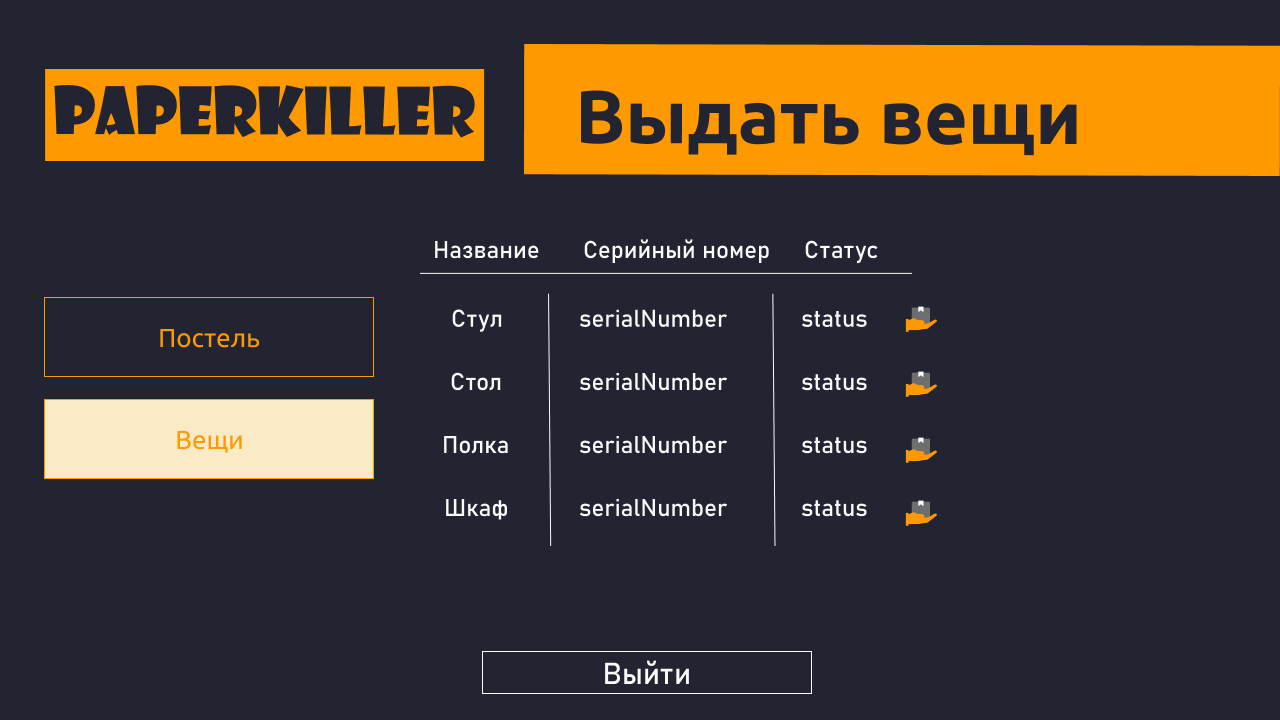 PAPERKILLER
Выдать вещи
Название Серийный номер Статус
Стул serialNumber status
Стол serialNumber status
Полка serialNumber status
Шкаф serialNumber status
Постель
Вещи
Выйти